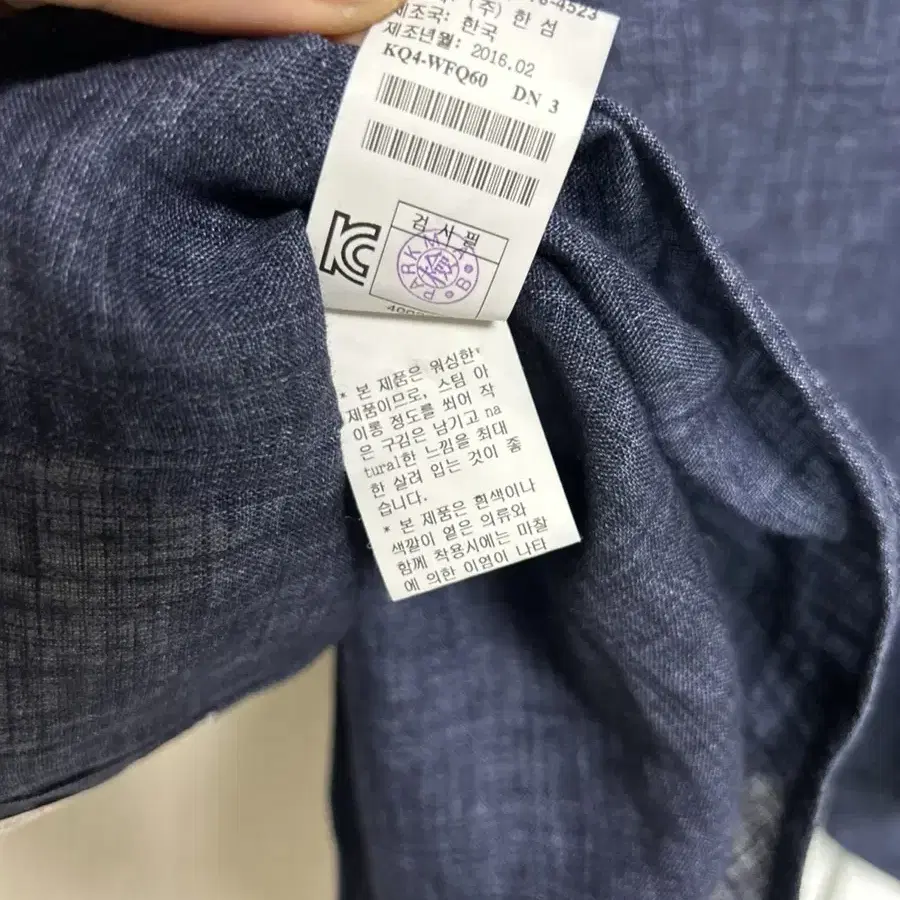 -4523
(주) 한 섬
제조국: 한국
제조년월: 2016.02
KQ4-WFQ60 DN 3
검 사 필
PARK M
B
* 본 제품은 워싱한
제품이므로, 스팀 아
이롱 정도를 씌어 작
은 구김은 남기고 na
tural한 느낌을 최대
한 살려 입는 것이 좋
습니다.
* 본 제품은 흰색이나
색깔이 옅은 의류와
함께 착용시에는 마찰
에 의한 이염이 나타